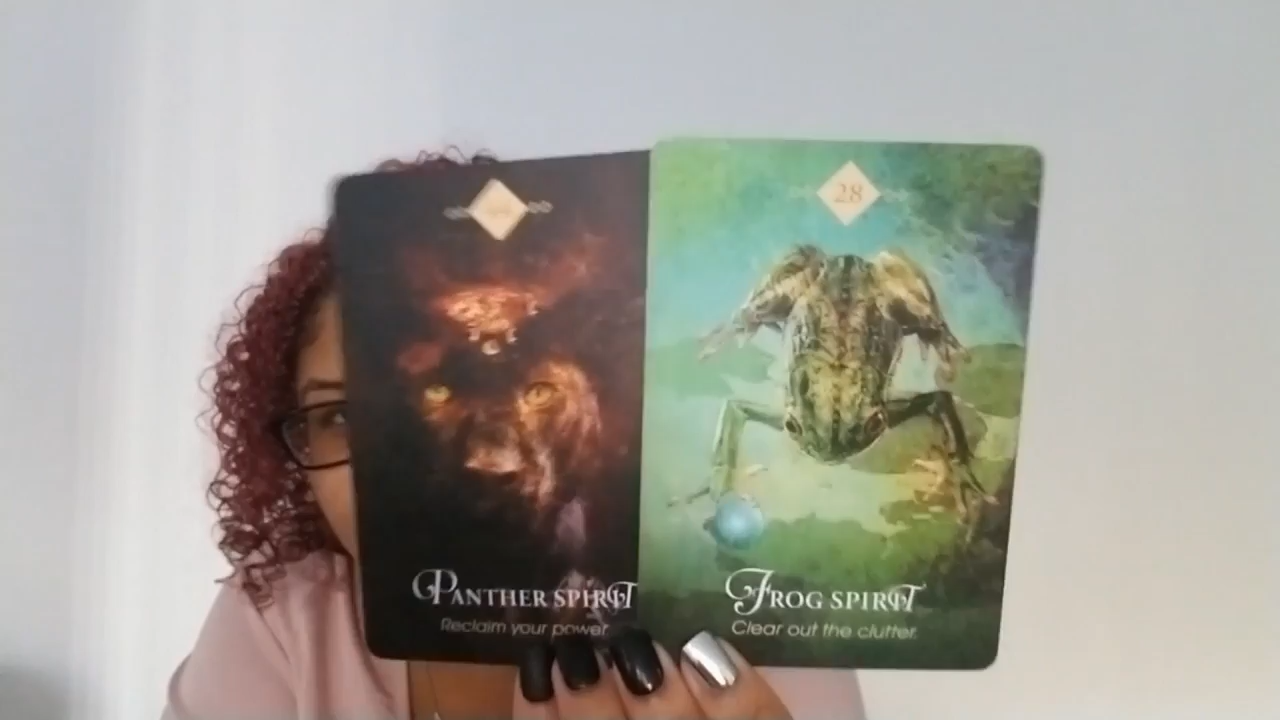 PANTHER SPIRIT
Reclaim your power.
28
FROG SPIRIT
Clear out the clutter.